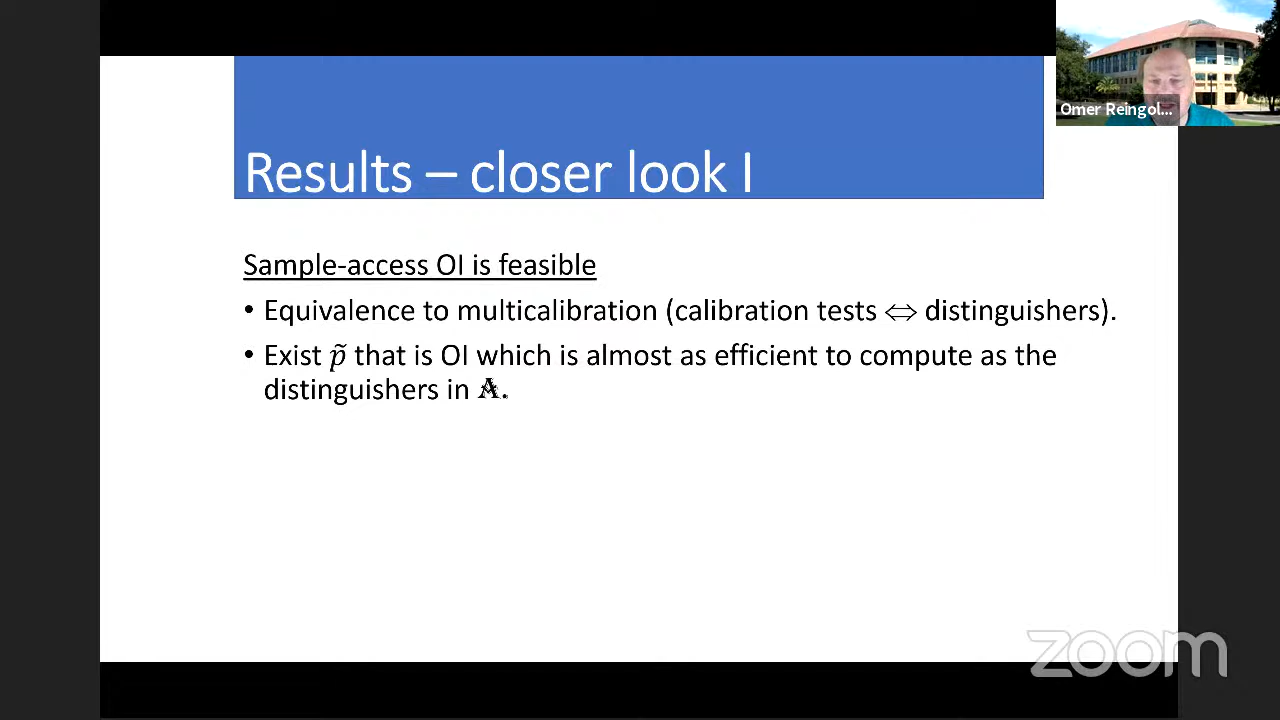 Omer Reingol...
Results – closer look I
Sample-access OI is feasible
• Equivalence to multicalibration (calibration tests ⇔ distinguishers).
• Exist p̃ that is OI which is almost as efficient to compute as the
distinguishers in A.
zoom